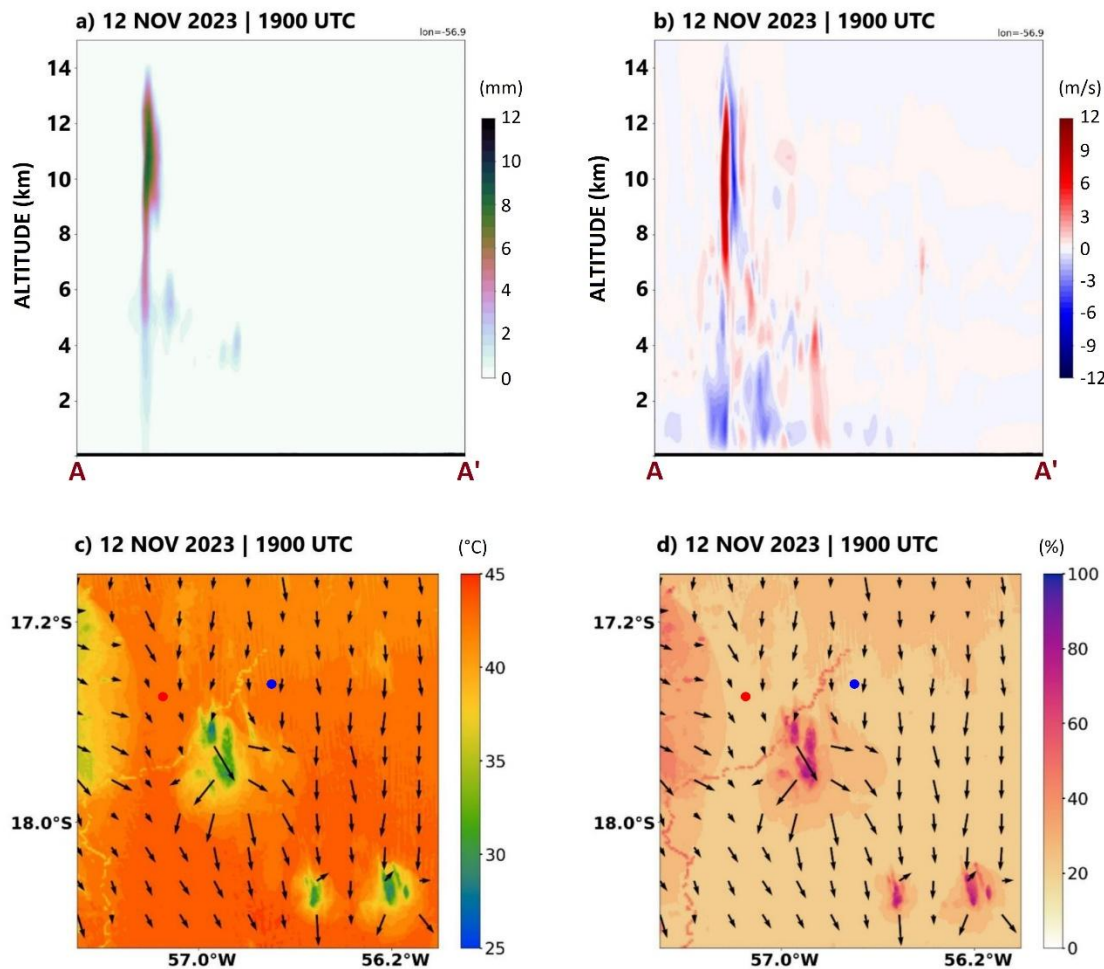 a) 12 NOV 2023 | 1900 UTC
lon=-56.9
(mm)
ALTITUDE (km)
14
12
10
8
6
4
2
12
10
8
6
4
2
0
A
A'
b) 12 NOV 2023 | 1900 UTC
lon=-56.9
(m/s)
ALTITUDE (km)
14
12
10
8
6
4
2
12
9
6
3
0
-3
-6
-9
-12
A
A'
c) 12 NOV 2023 | 1900 UTC
(°C)
17.2°S
18.0°S
57.0°W
56.2°W
45
40
35
30
25
d) 12 NOV 2023 | 1900 UTC
(%)
17.2°S
18.0°S
57.0°W
56.2°W
100
80
60
40
20
0